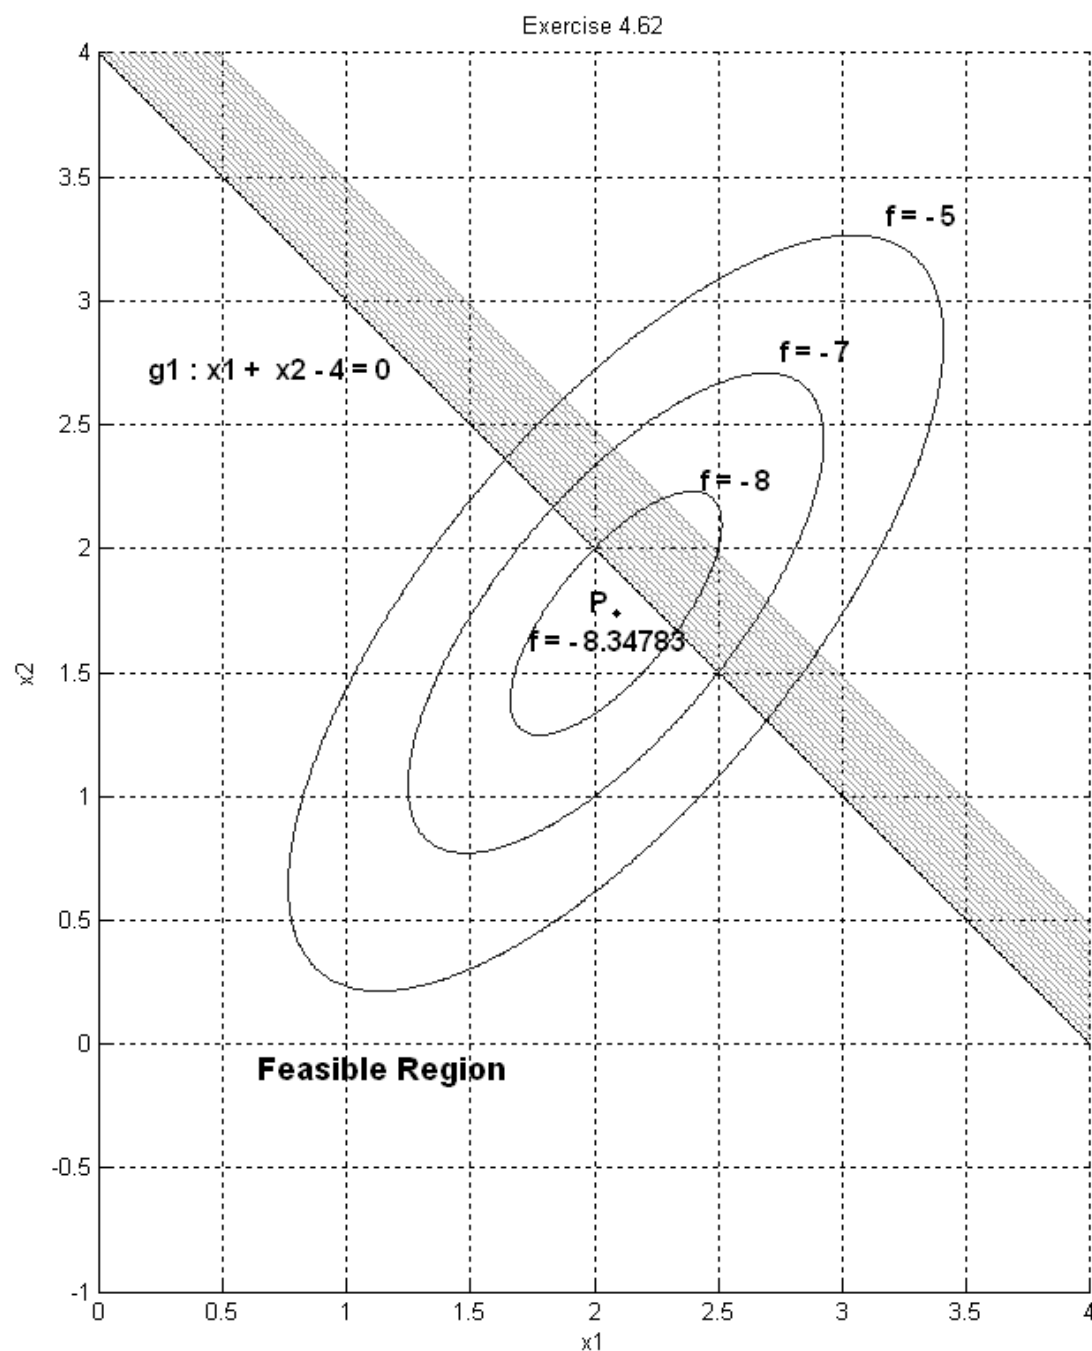 Exercise 4.62
4
3.5
3
2.5
2
1.5
1
0.5
0
-0.5
-1
x2
f = - 5
f = - 7
g1 : x1 + x2 - 4 = 0
f = - 8
P
f = - 8.34783
Feasible Region
0 0.5 1 1.5 2 2.5 3 3.5 4
x1